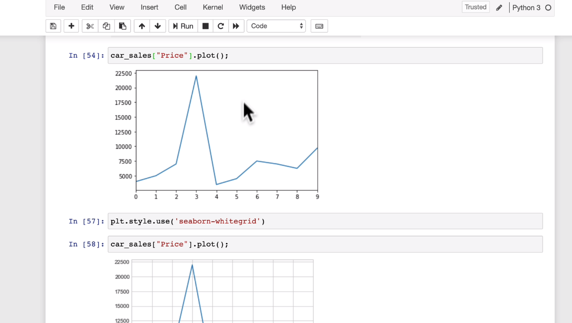 File Edit View Insert Cell Kernel Widgets Help Trusted Python 3
Run Code
In [54]: car_sales["Price"].plot();
22500
20000
17500
15000
12500
10000
7500
5000
0 1 2 3 4 5 6 7 8 9
In [57]: plt.style.use('seaborn-whitegrid')
In [58]: car_sales["Price"].plot();
22500
20000
17500
15000
12500